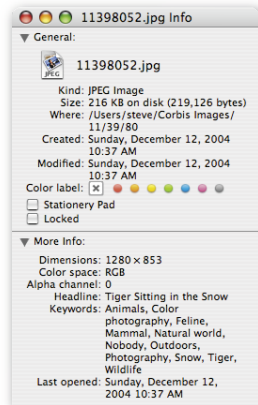 11398052.jpg Info
General:
JPEG
11398052.jpg
Kind: JPEG Image
Size: 216 KB on disk (219,126 bytes)
Where: /Users/steve/Corbis Images/
11/39/80
Created: Sunday, December 12, 2004
10:37 AM
Modified: Sunday, December 12, 2004
10:37 AM
Color label:
Stationery Pad
Locked
More Info:
Dimensions: 1280 × 853
Color space: RGB
Alpha channel: 0
Headline: Tiger Sitting in the Snow
Keywords: Animals, Color
photography, Feline,
Mammal, Natural world,
Nobody, Outdoors,
Photography, Snow, Tiger,
Wildlife
Last opened: Sunday, December 12,
2004 10:37 AM